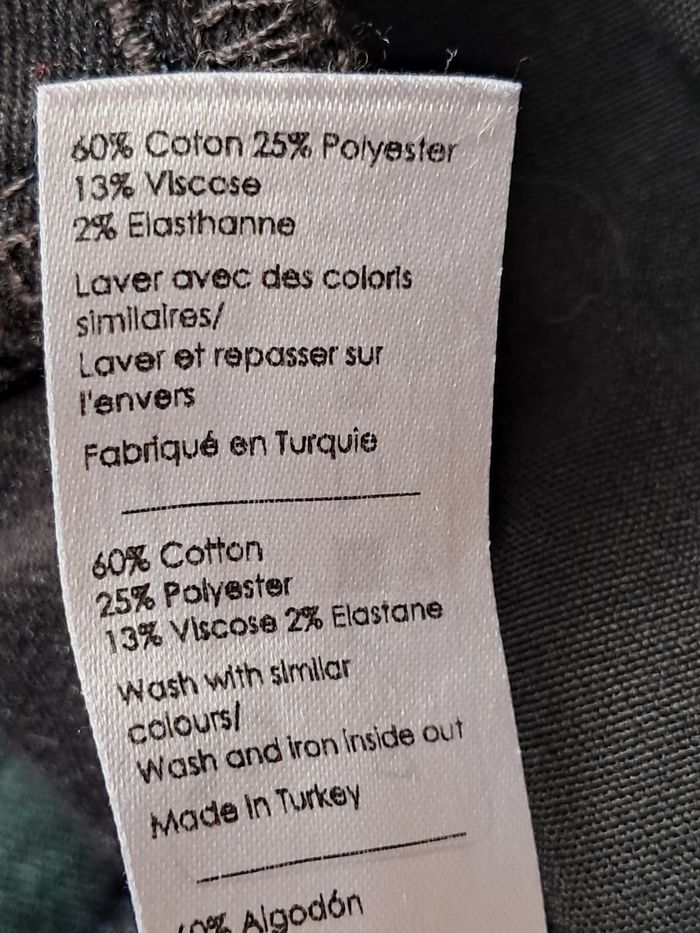 60% Coton 25% Polyester
13% Viscose
2% Elasthanne
Laver avec des coloris
similaires/
Laver et repasser sur
l'envers
Fabriqué en Turquie
60% Cotton
25% Polyester
13% Viscose 2% Elastane
Wash with similar
colours/
Wash and iron inside out
Made in Turkey
60% Algodón